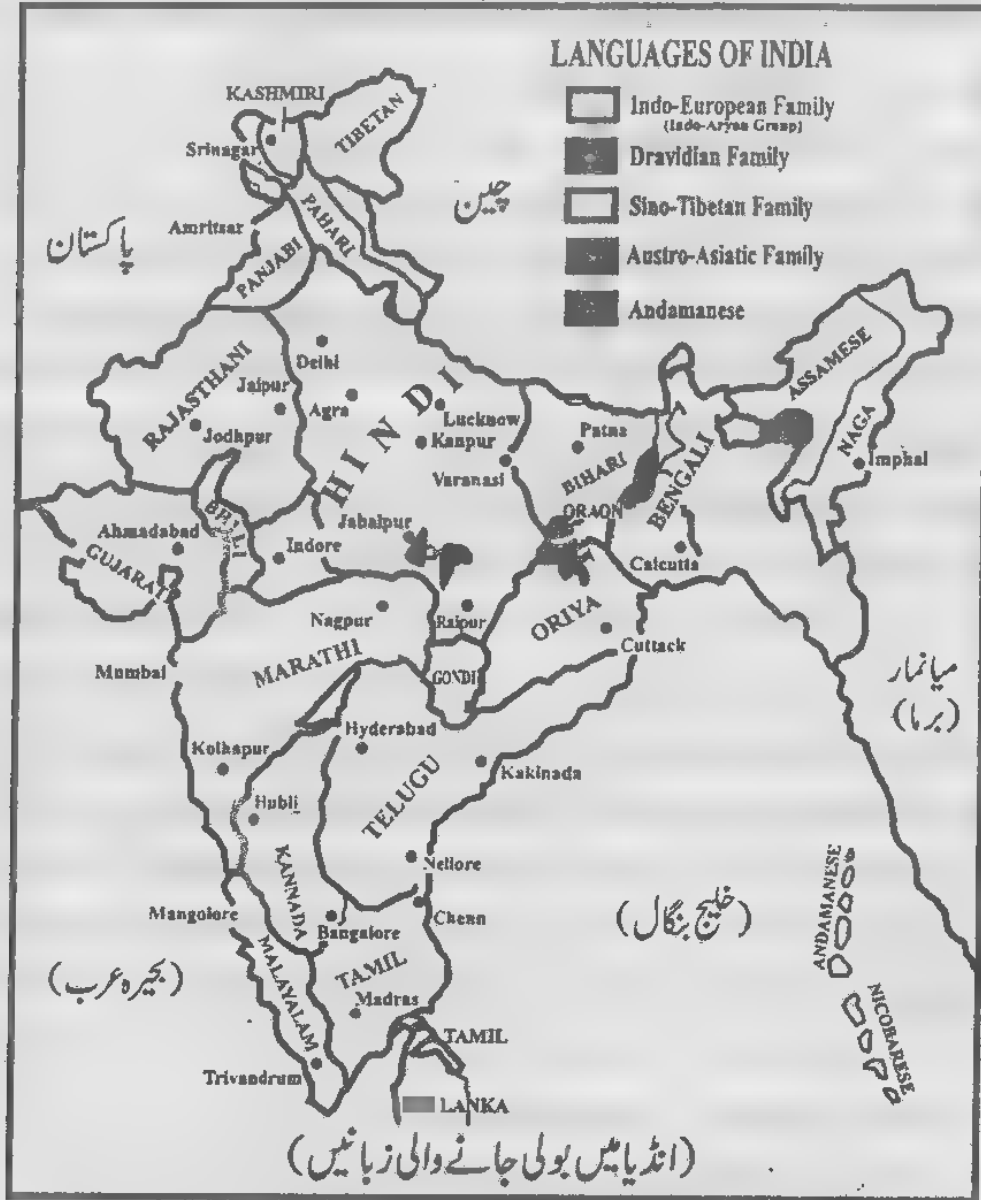 LANGUAGES OF INDIA
Indo-European Family
(Indo-Aryan Group)
Dravidian Family
Sino-Tibetan Family
Austro-Asiatic Family
Andamanese
KASHMIRI
Srinagar
TIBETAN
چین
پاکستان
Amritsar
PAHARI
PANJABI
Delhi
RAJASTHANI
Jaipur
Agra
HINDI
Lucknow
Jodhpur
Kanpur
Varanasi
Patna
BIHARI
ASSAMESE
NAGA
Imphal
BENGALI
ORAON
BHILI
Jabalpur
Ahmadabad
Indore
Calcutta
GUJARATI
Nagpur
Raipur
ORIYA
Cuttack
Mumbai
MARATHI
GONDI
میانمار
(برما)
Hyderabad
Kolhapur
Kakinada
TELUGU
Hubli
Nellore
KANNADA
Mangolore
Bangalore
Chenn
(خلیج بنگال)
ANDAMANESE
(بحیرہ عرب)
MALAYALAM
TAMIL
Madras
NICOBARESE
TAMIL
Trivandrum
LANKA
(انڈیا میں بولی جانے والی زبانیں)